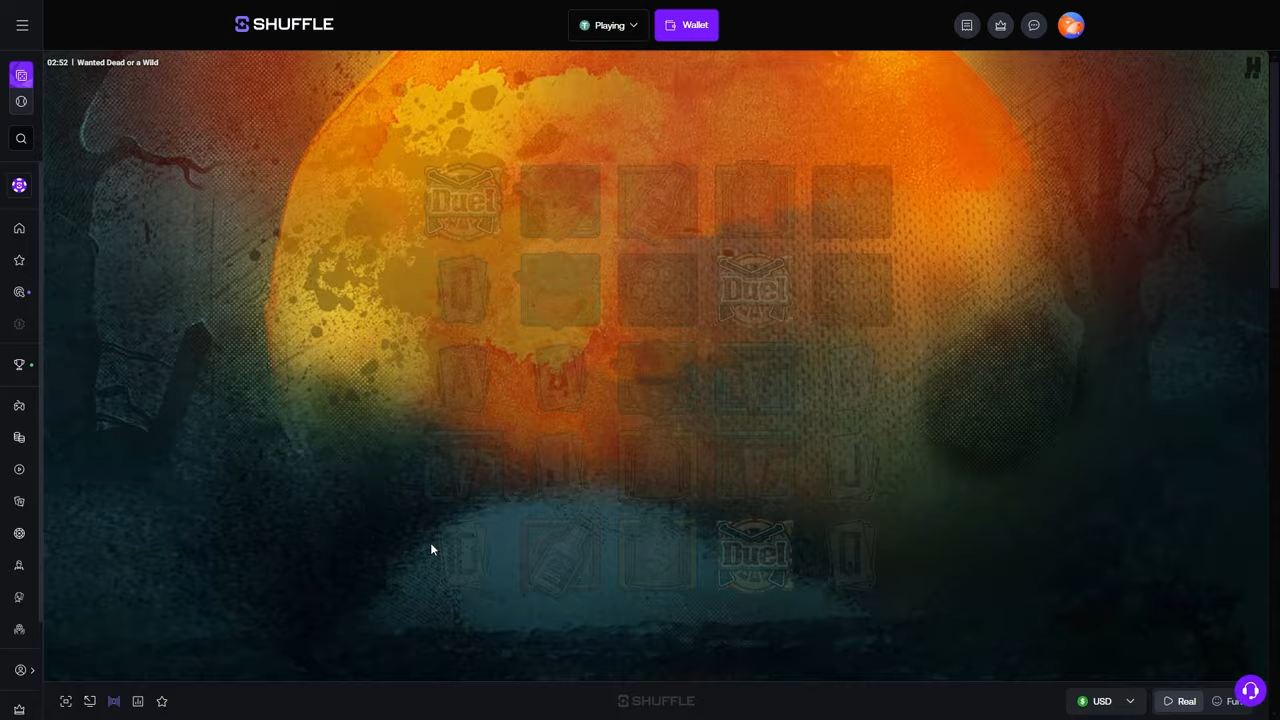 SHUFFLE
Playing
Wallet
02:52 | Wanted Dead or a Wild
Duel
Duel
Duel
SHUFFLE
USD
Real